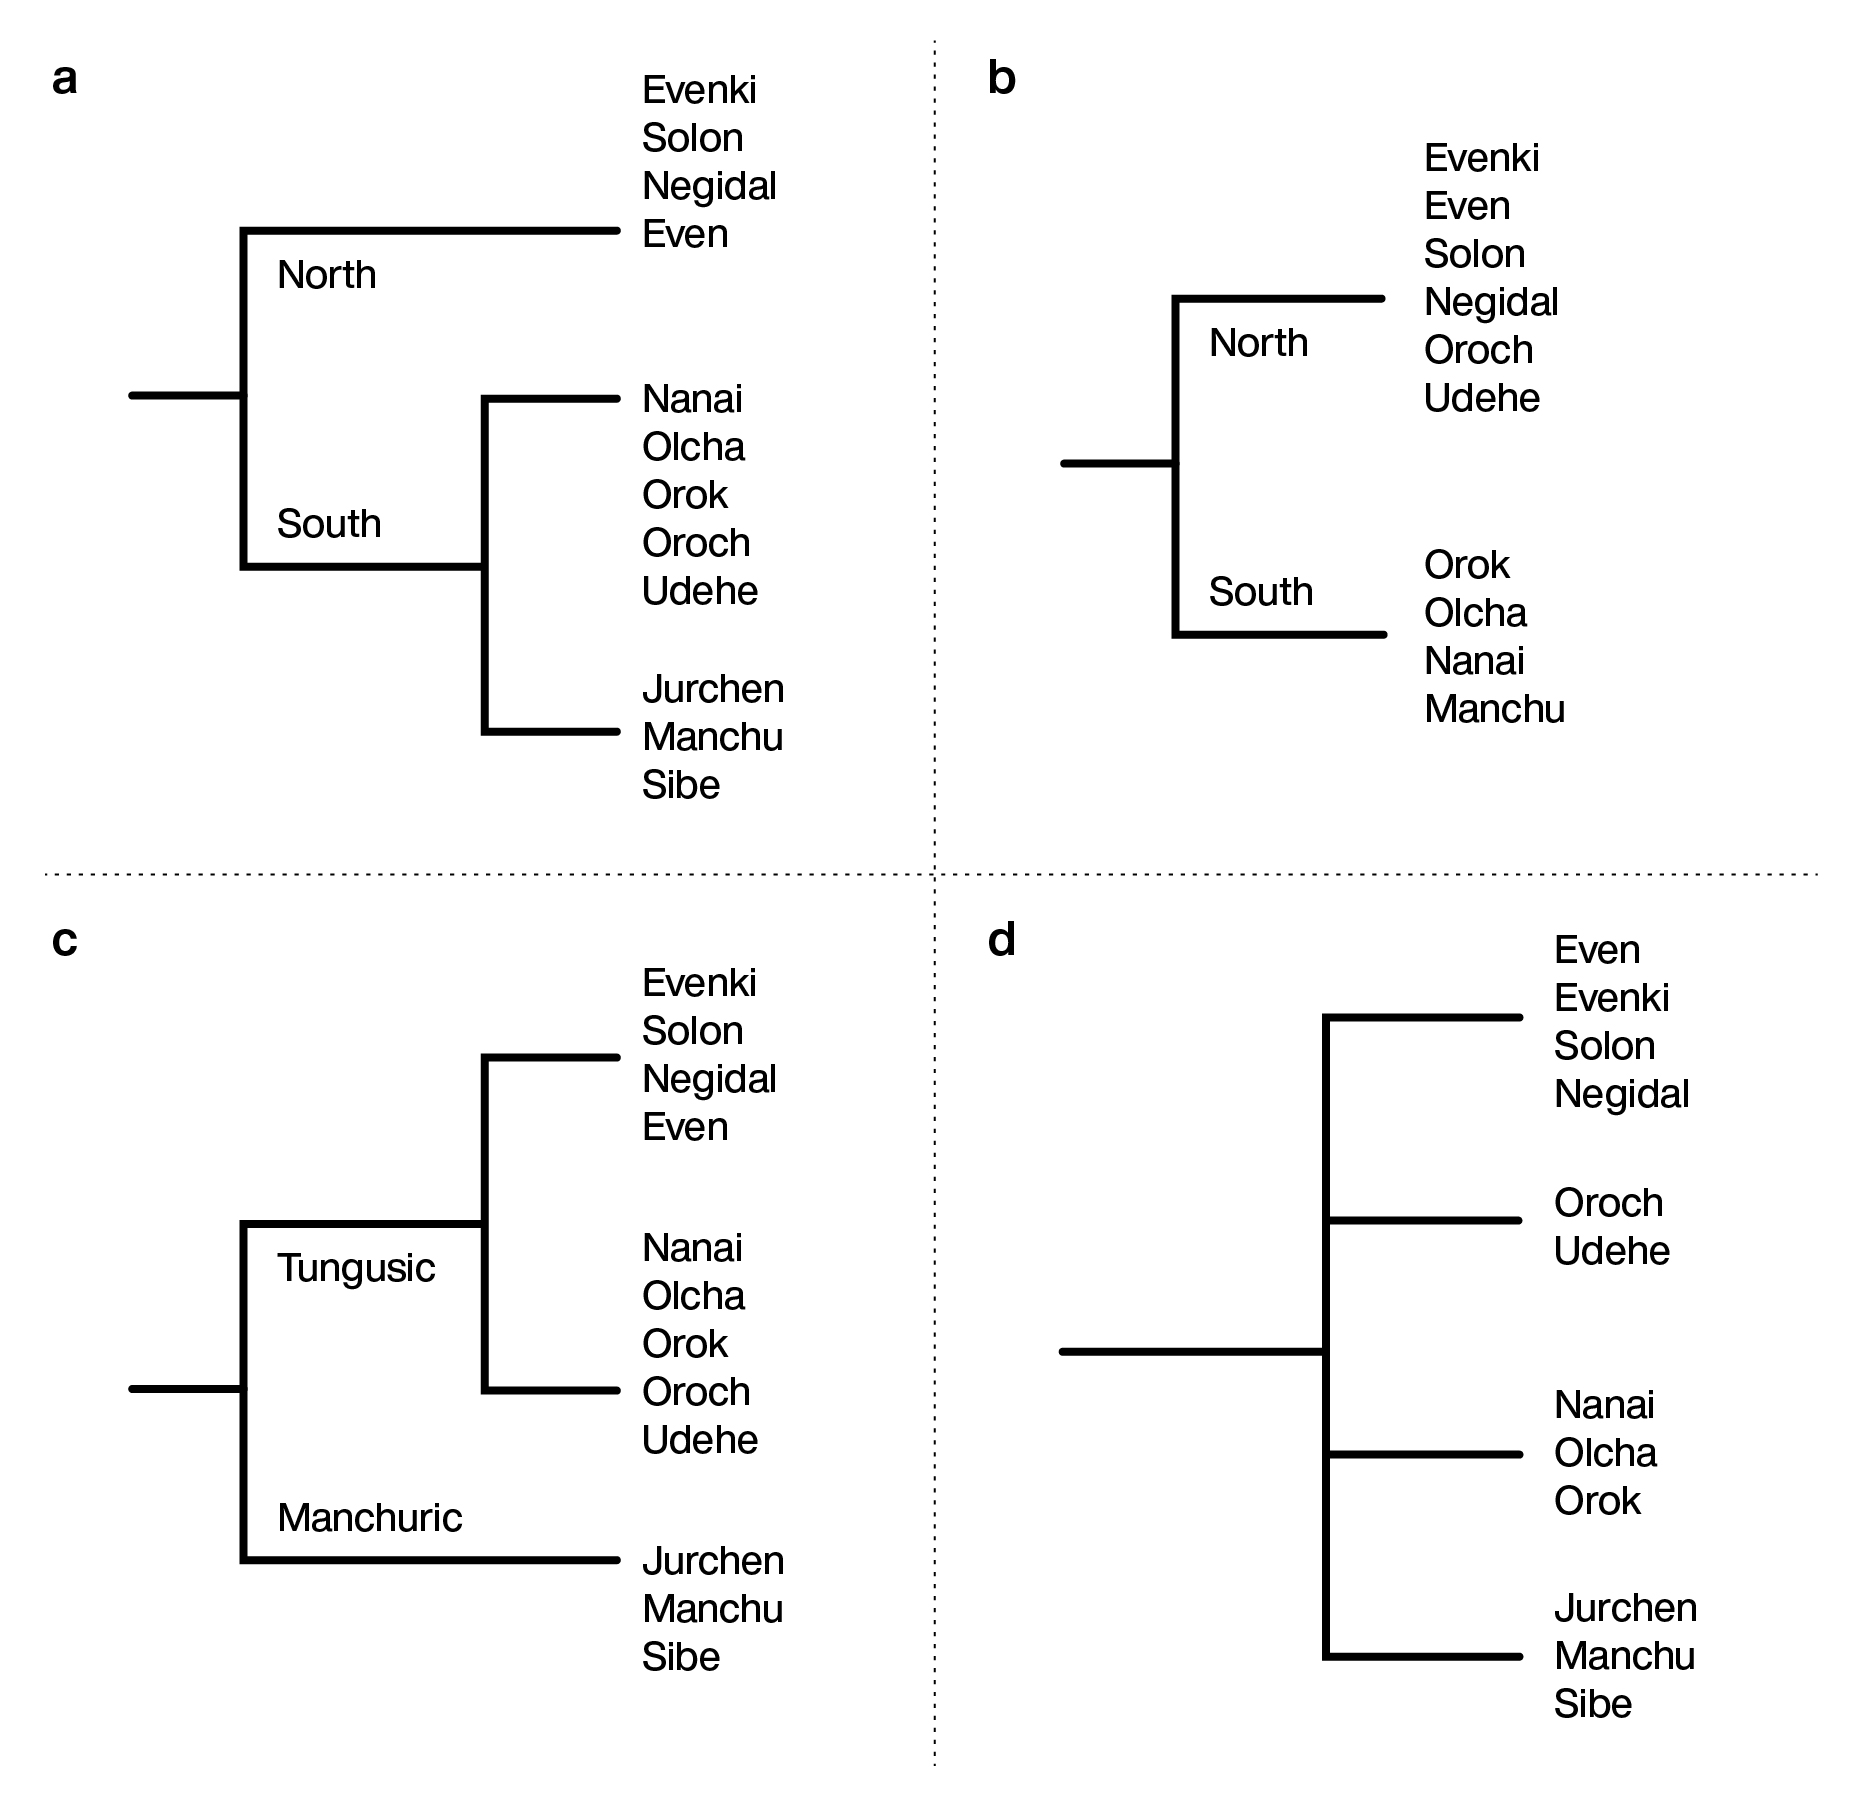 a
Evenki
Solon
Negidal
Even
North
South
Nanai
Olcha
Orok
Oroch
Udehe
Jurchen
Manchu
Sibe
b
Evenki
Even
Solon
Negidal
Oroch
Udehe
North
South
Orok
Olcha
Nanai
Manchu
c
Evenki
Solon
Negidal
Even
Tungusic
Nanai
Olcha
Orok
Oroch
Udehe
Manchuric
Jurchen
Manchu
Sibe
d
Even
Evenki
Solon
Negidal
Oroch
Udehe
Nanai
Olcha
Orok
Jurchen
Manchu
Sibe